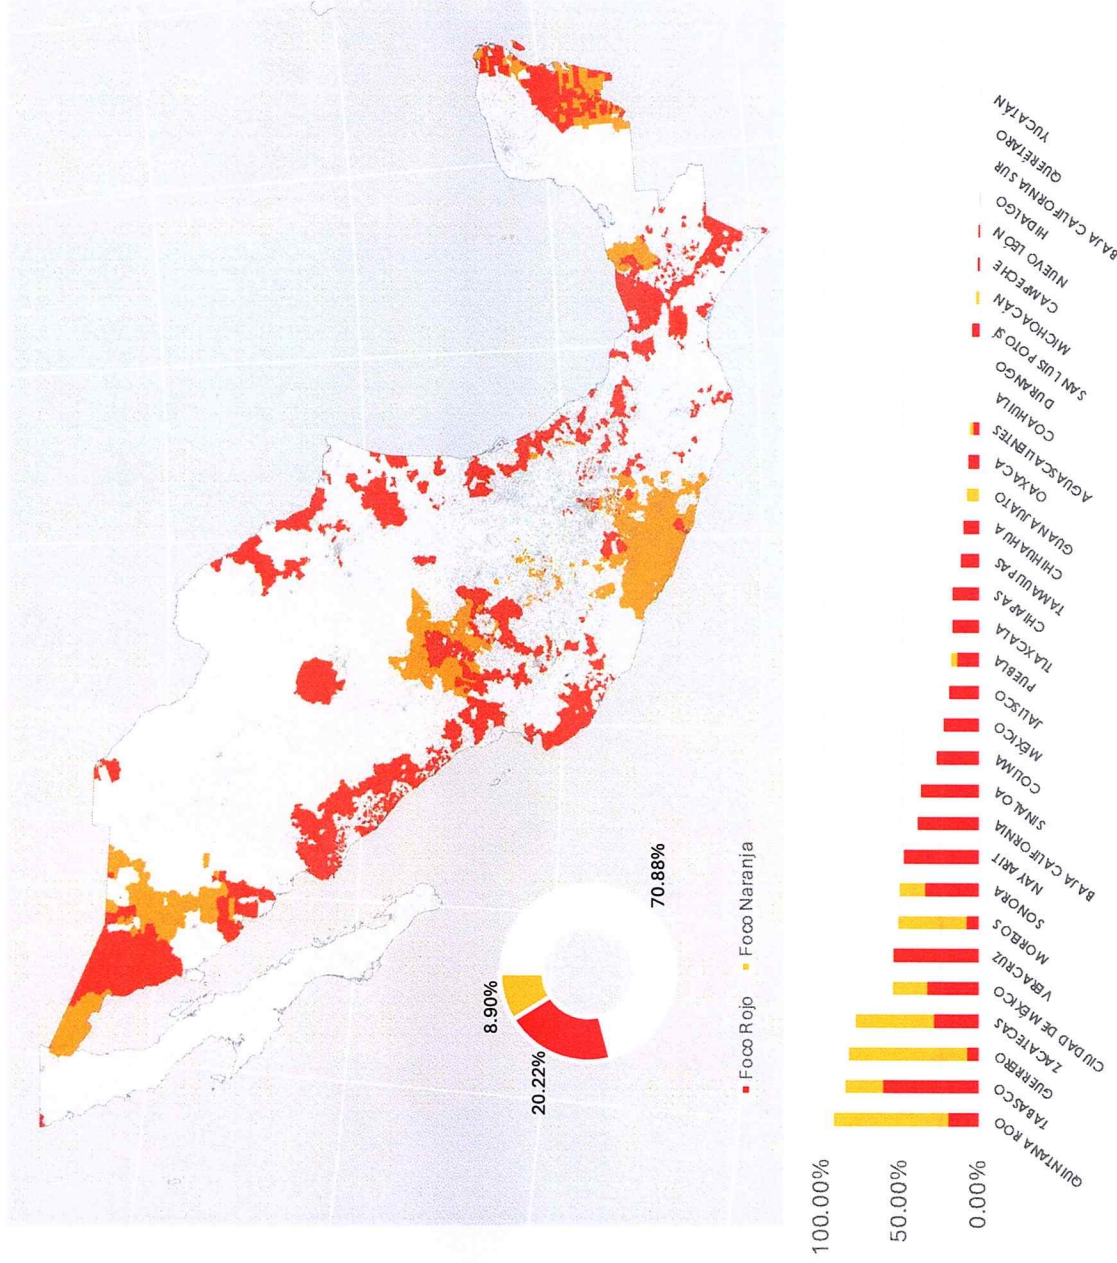 8.90%
20.22%
70.88%
Foco Rojo
Foco Naranja
100.00%
50.00%
0.00%
QUINTANA ROO
TABASCO
GUERRERO
ZACATECAS
CIUDAD DE MÉXICO
VERACRUZ
MORELOS
SONORA
NAYARIT
BAJA CALIFORNIA
SINALOA
COLIMA
MÉXICO
JALISCO
PUEBLA
TLAXCALA
CHIAPAS
TAMAULIPAS
CHIHUAHUA
GUANAJUATO
OAXACA
AGUASCALIENTES
COAHUILA
DURANGO
SAN LUIS POTOSÍ
MICHOACÁN
CAMPECHE
NUEVO LEÓN
HIDALGO
BAJA CALIFORNIA SUR
QUERÉTARO
YUCATÁN